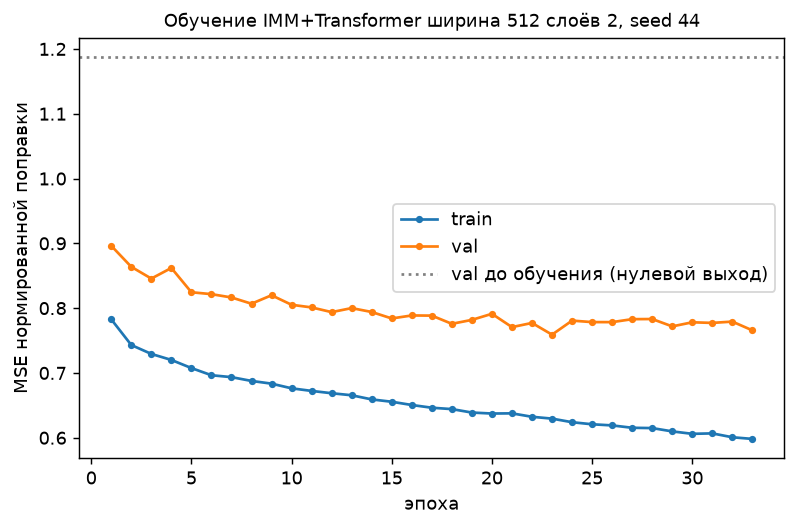 Обучение IMM+Transformer ширина 512 слоёв 2, seed 44
MSE нормированной поправки
1.2
1.1
1.0
0.9
0.8
0.7
0.6
train
val
val до обучения (нулевой выход)
0 5 10 15 20 25 30
эпоха